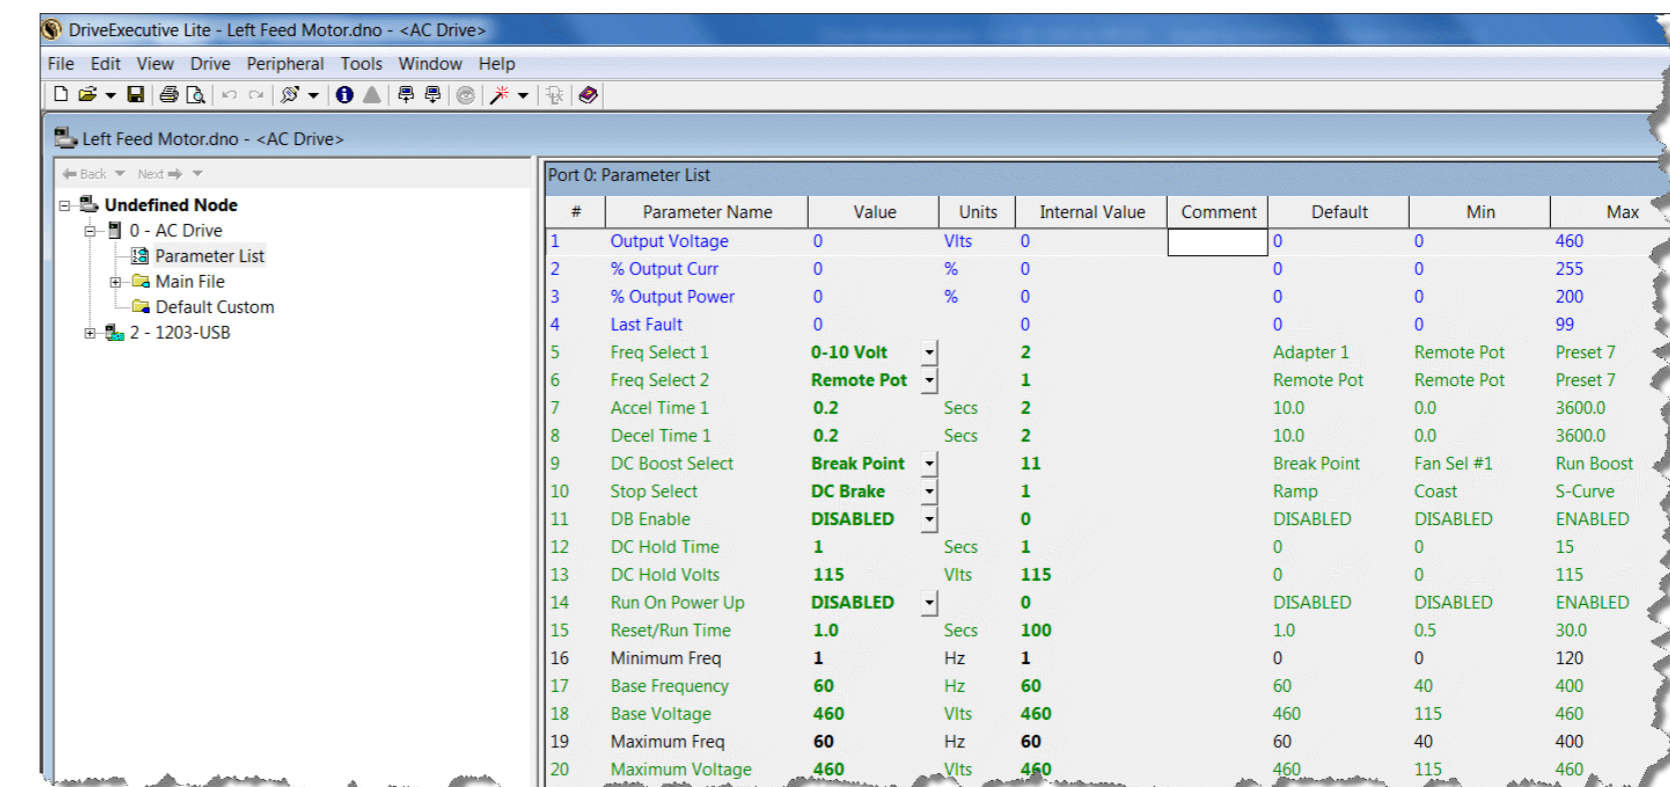 DriveExecutive Lite - Left Feed Motor.dno - <AC Drive>
File Edit View Drive Peripheral Tools Window Help
Left Feed Motor.dno - <AC Drive>
Back Next
Undefined Node
0 - AC Drive
Parameter List
Main File
Default Custom
2 - 1203-USB
Port 0: Parameter List
# Parameter Name Value Units Internal Value Comment Default Min Max
1 Output Voltage 0 Vlts 0 0 0 460
2 % Output Curr 0 % 0 0 0 255
3 % Output Power 0 % 0 0 0 200
4 Last Fault 0 0 0 0 99
5 Freq Select 1 0-10 Volt 2 Adapter 1 Remote Pot Preset 7
6 Freq Select 2 Remote Pot 1 Remote Pot Remote Pot Preset 7
7 Accel Time 1 0.2 Secs 2 10.0 0.0 3600.0
8 Decel Time 1 0.2 Secs 2 10.0 0.0 3600.0
9 DC Boost Select Break Point 11 Break Point Fan Sel #1 Run Boost
10 Stop Select DC Brake 1 Ramp Coast S-Curve
11 DB Enable DISABLED 0 DISABLED DISABLED ENABLED
12 DC Hold Time 1 Secs 1 0 0 15
13 DC Hold Volts 115 Vlts 115 0 0 115
14 Run On Power Up DISABLED 0 DISABLED DISABLED ENABLED
15 Reset/Run Time 1.0 Secs 100 1.0 0.5 30.0
16 Minimum Freq 1 Hz 1 0 0 120
17 Base Frequency 60 Hz 60 60 40 400
18 Base Voltage 460 Vlts 460 460 115 460
19 Maximum Freq 60 Hz 60 60 40 400
20 Maximum Voltage 460 Vlts 460 460 115 460